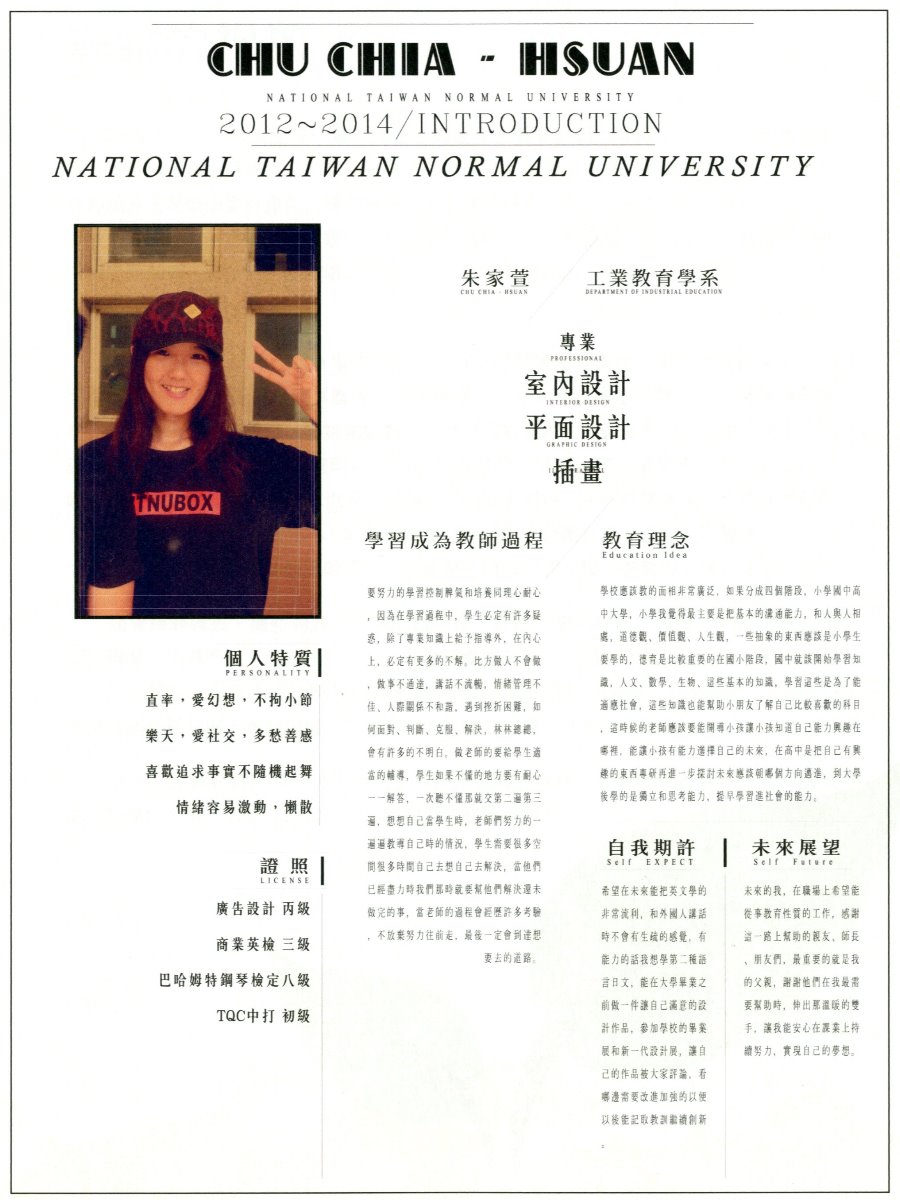 CHU CHIA - HSUAN
NATIONAL TAIWAN NORMAL UNIVERSITY
2012~2014/INTRODUCTION
NATIONAL TAIWAN NORMAL UNIVERSITY
TNUBOX
朱家萱
CHU CHIA - HSUAN
工業教育學系
DEPARTMENT OF INDUSTRIAL EDUCATION
專業
PROFESSIONAL
室內設計
INTERIOR DESIGN
平面設計
GRAPHIC DESIGN
插畫
個人特質
PERSONALITY
直率，愛幻想，不拘小節
樂天，愛社交，多愁善感
喜歡追求事實不隨機起舞
情緒容易激動，懶散
證照
LICENSE
廣告設計 丙級
商業英檢 三級
巴哈姆特鋼琴檢定八級
TQC中打 初級
學習成為教師過程
要努力的學習控制脾氣和培養同理心耐心
，因為在學習過程中，學生必定有許多疑
惑，除了專業知識上給予指導外，在內心
上，必定有更多的不解。比方做人不會做
，做事不通達，講話不流暢，情緒管理不
佳、人際關係不和諧，遇到挫折困難，如
何面對、判斷、克服、解決，林林總總，
會有許多的不明白。做老師的要給學生適
當的輔導，學生如果不懂的地方要有耐心
一一解答，一次聽不懂那就交第二遍第三
遍，想想自己當學生時，老師們努力的一
遍遍教導自己時的情況，學生需要很多空
間很多時間自己去想自己去解決，當他們
已經盡力時我們那時就要幫他們解決還未
做完的事，當老師的過程會經歷許多考驗
，不放棄努力往前走，最後一定會到達想
要去的道路。
教育理念
Education Idea
學校應該教的面相非常廣泛，如果分成四個階段，小學國中高
中大學，小學我覺得最主要是把基本的溝通能力，和人與人相
處，道德觀、價值觀、人生觀，一些抽象的東西應該是小學生
要學的，德育是比較重要的在國小階段，國中就該開始學習知
識，人文、數學、生物、這些基本的知識，學習這些是為了能
適應社會，這些知識也能幫助小朋友了解自己比較喜歡的科目
，這時候的老師應該要能開導小孩讓小孩知道自己能力興趣在
哪裡，能讓小孩有能力選擇自己的未來，在高中是把自己有興
趣的東西專研再進一步探討未來應該朝哪個方向邁進，到大學
後學的是獨立和思考能力，提早學習進社會的能力。
自我期許
Self EXPECT
希望在未來能把英文學的
非常流利，和外國人講話
時不會有生疏的感覺，有
能力的話我想學第二種語
言日文，能在大學畢業之
前做一件讓自己滿意的設
計作品，參加學校的畢業
展和新一代設計展，讓自
己的作品被大家評論，看
哪邊需要改進加強的以便
以後能記取教訓繼續創新
。
未來展望
Self Future
未來的我，在職場上希望能
從事教育性質的工作，感謝
這一路上幫助的親友、師長
、朋友們，最重要的就是我
的父親，謝謝他們在我最需
要幫助時，伸出那溫暖的雙
手，讓我能安心在課業上持
續努力，實現自己的夢想。